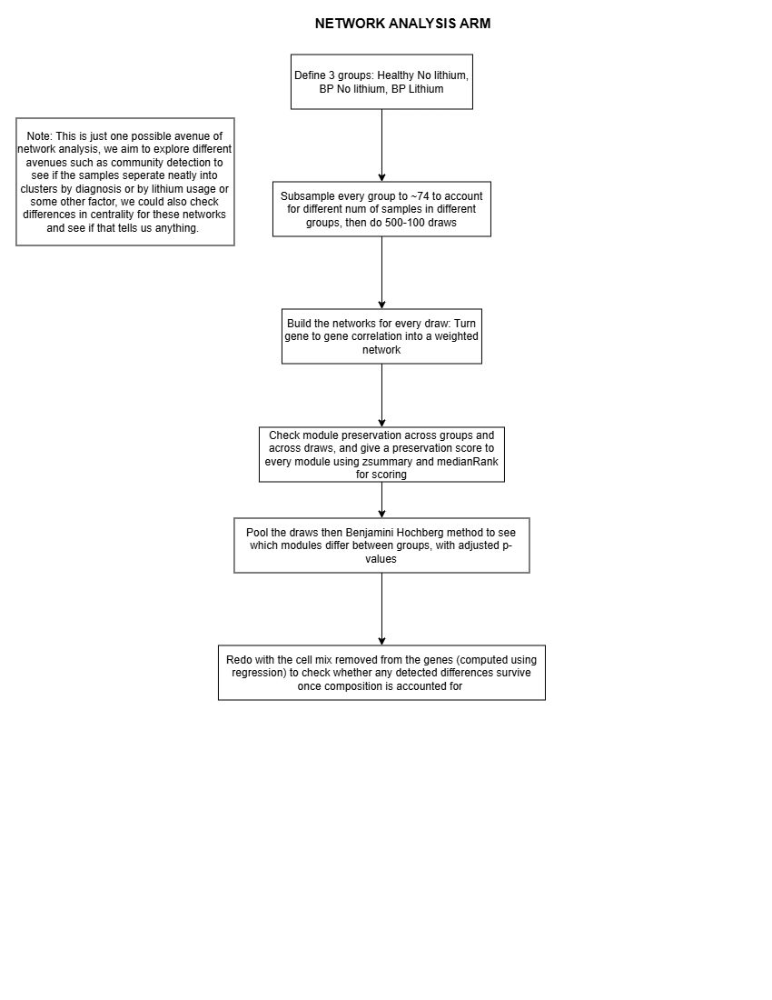 NETWORK ANALYSIS ARM
Define 3 groups: Healthy No lithium,
BP No lithium, BP Lithium
Note: This is just one possible avenue of
network analysis, we aim to explore different
avenues such as community detection to
see if the samples seperate neatly into
clusters by diagnosis or by lithium usage or
some other factor, we could also check
differences in centrality for these networks
and see if that tells us anything.
Subsample every group to ~74 to account
for different num of samples in different
groups, then do 500-100 draws
Build the networks for every draw: Turn
gene to gene correlation into a weighted
network
Check module preservation across groups and
across draws, and give a preservation score to
every module using zsummary and medianRank
for scoring
Pool the draws then Benjamini Hochberg method to see
which modules differ between groups, with adjusted p-
values
Redo with the cell mix removed from the genes (computed using
regression) to check whether any detected differences survive
once composition is accounted for